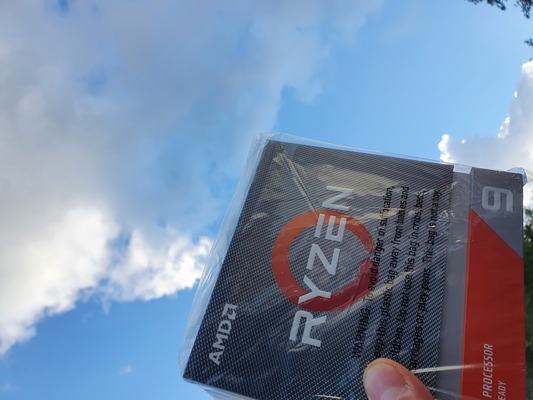 AMD
RYZEN
WARNING: To avoid danger of suffocation,
keep this plastic bag away from babies and
children. Do not use this bag in cribs, beds,
carriages or play pens. This bag is not a toy.
PROCESSOR
9